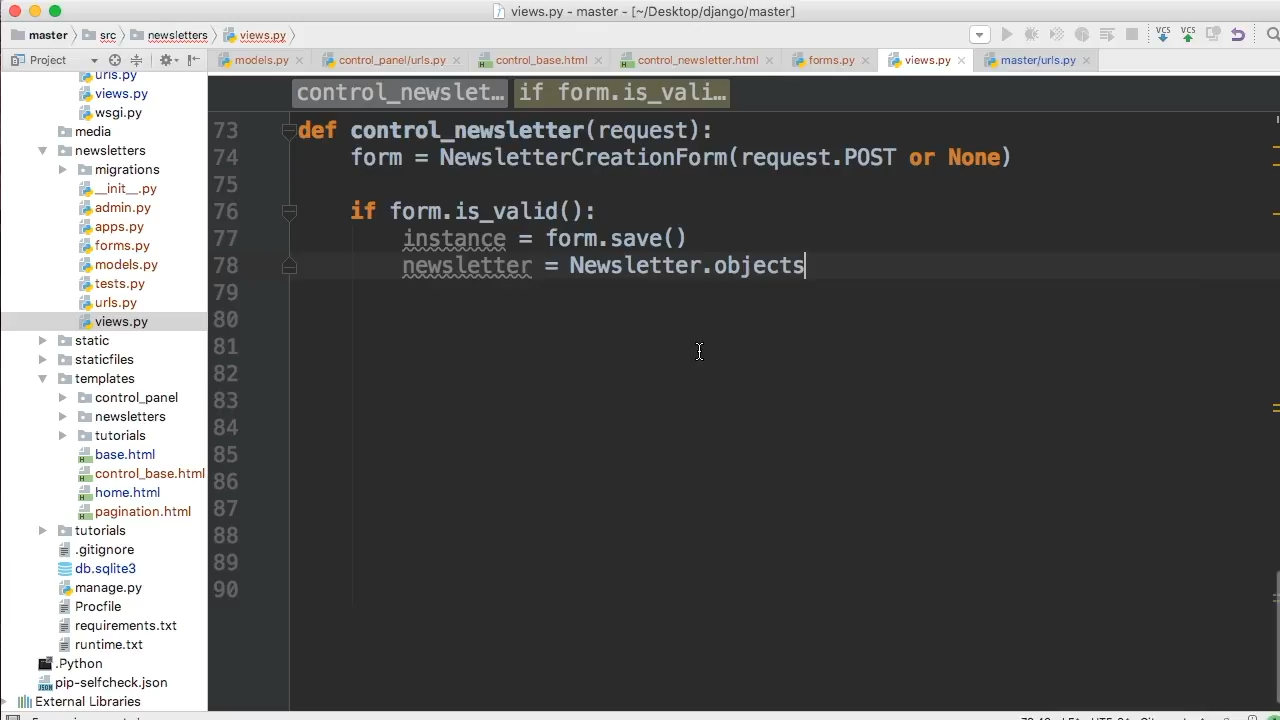 views.py - master - [~/Desktop/django/master]
master src newsletters views.py
Project models.py control_panel/urls.py control_base.html control_newsletter.html forms.py views.py master/urls.py
control_newslet… if form.is_vali…
urls.py
views.py
wsgi.py
media
newsletters
migrations
__init__.py
admin.py
apps.py
forms.py
models.py
tests.py
urls.py
views.py
static
staticfiles
templates
control_panel
newsletters
tutorials
base.html
control_base.html
home.html
pagination.html
tutorials
.gitignore
db.sqlite3
manage.py
Procfile
requirements.txt
runtime.txt
.Python
pip-selfcheck.json
External Libraries
73 def control_newsletter(request):
74 form = NewsletterCreationForm(request.POST or None)
75
76 if form.is_valid():
77 instance = form.save()
78 newsletter = Newsletter.objects
79
80
81
82
83
84
85
86
87
88
89
90
VCS VCS